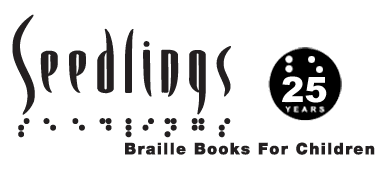 Seedlings
25
YEARS
⠎⠑⠑⠙⠇⠊⠝⠛⠎
Braille Books For Children